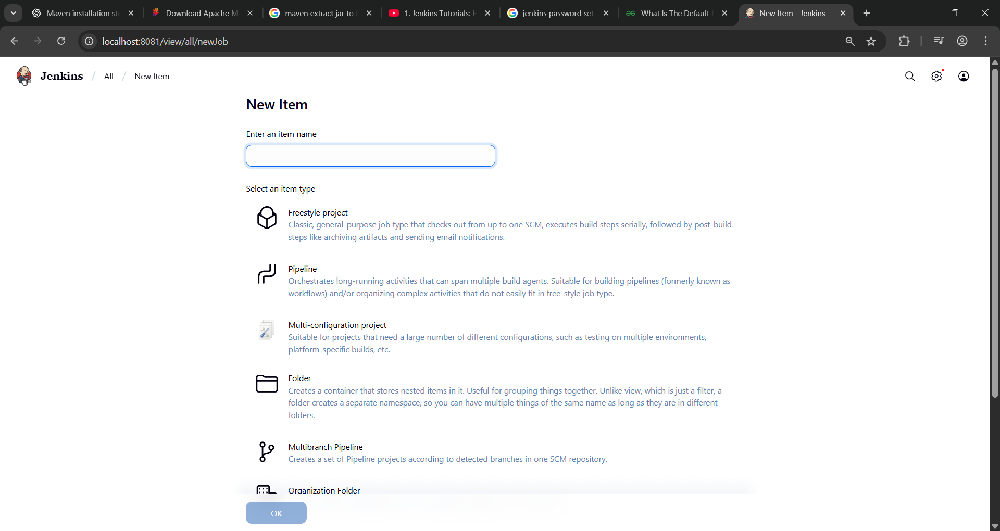 Maven installation st
Download Apache M
maven extract jar to f
1. Jenkins Tutorials: H
jenkins password set
What Is The Default J
New Item - Jenkins
localhost:8081/view/all/newJob
Jenkins / All / New Item
New Item
Enter an item name
Select an item type
Freestyle project
Classic, general-purpose job type that checks out from up to one SCM, executes build steps serially, followed by post-build
steps like archiving artifacts and sending email notifications.
Pipeline
Orchestrates long-running activities that can span multiple build agents. Suitable for building pipelines (formerly known as
workflows) and/or organizing complex activities that do not easily fit in free-style job type.
Multi-configuration project
Suitable for projects that need a large number of different configurations, such as testing on multiple environments,
platform-specific builds, etc.
Folder
Creates a container that stores nested items in it. Useful for grouping things together. Unlike view, which is just a filter, a
folder creates a separate namespace, so you can have multiple things of the same name as long as they are in different
folders.
Multibranch Pipeline
Creates a set of Pipeline projects according to detected branches in one SCM repository.
Organization Folder
OK